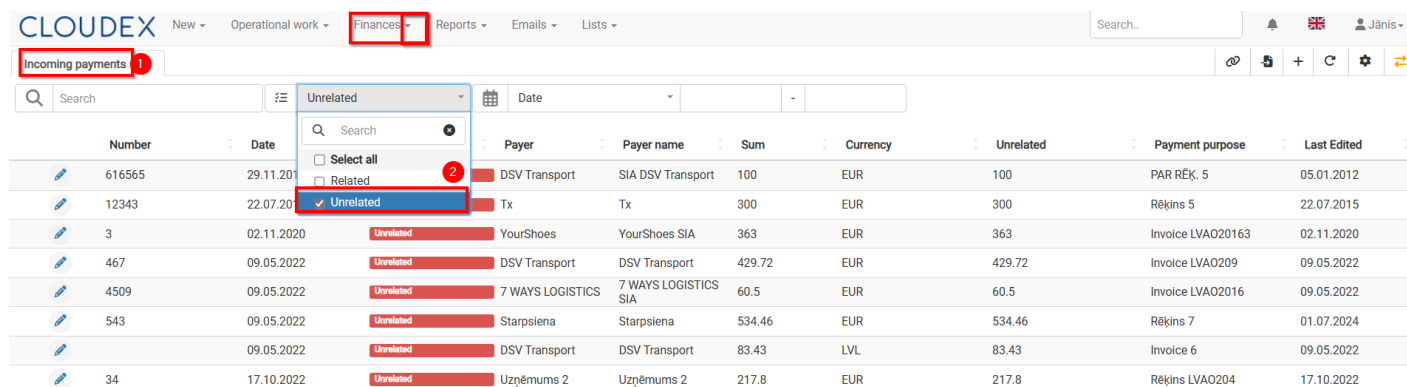 CLOUDEX New Operational work Finances Reports Emails Lists Search.. Jānis
Incoming payments 1
Search Unrelated Date -
Search
Number Date Payer Payer name Sum Currency Unrelated Payment purpose Last Edited
Select all
2
616565 29.11.201 Related DSV Transport SIA DSV Transport 100 EUR 100 PAR RĒĶ. 5 05.01.2012
12343 22.07.201 Unrelated Tx Tx 300 EUR 300 Rēķins 5 22.07.2015
3 02.11.2020 Unrelated YourShoes YourShoes SIA 363 EUR 363 Invoice LVAO20163 02.11.2020
467 09.05.2022 Unrelated DSV Transport DSV Transport 429.72 EUR 429.72 Invoice LVAO209 09.05.2022
4509 09.05.2022 Unrelated 7 WAYS LOGISTICS 7 WAYS LOGISTICS SIA 60.5 EUR 60.5 Invoice LVAO2016 09.05.2022
543 09.05.2022 Unrelated Starpsiena Starpsiena 534.46 EUR 534.46 Rēķins 7 01.07.2024
09.05.2022 Unrelated DSV Transport DSV Transport 83.43 LVL 83.43 Invoice 6 09.05.2022
34 17.10.2022 Unrelated Uzņēmums 2 Uzņēmums 2 217.8 EUR 217.8 Rēķins LVAO204 17.10.2022